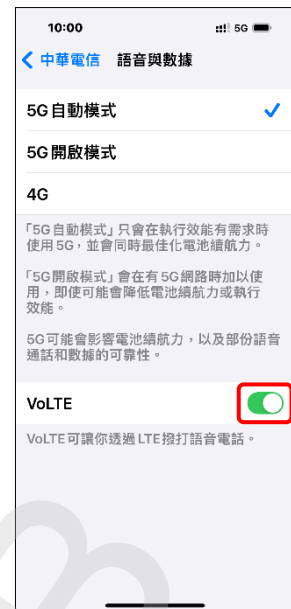 10:00 5G
中華電信 語音與數據
5G自動模式
5G開啟模式
4G
「5G自動模式」只會在執行效能有需求時
使用5G，並會同時最佳化電池續航力。
「5G開啟模式」會在有5G網路時加以使
用，即使可能會降低電池續航力或執行
效能。
5G可能會影響電池續航力，以及部份語音
通話和數據的可靠性。
VoLTE
VoLTE可讓你透過LTE撥打語音電話。